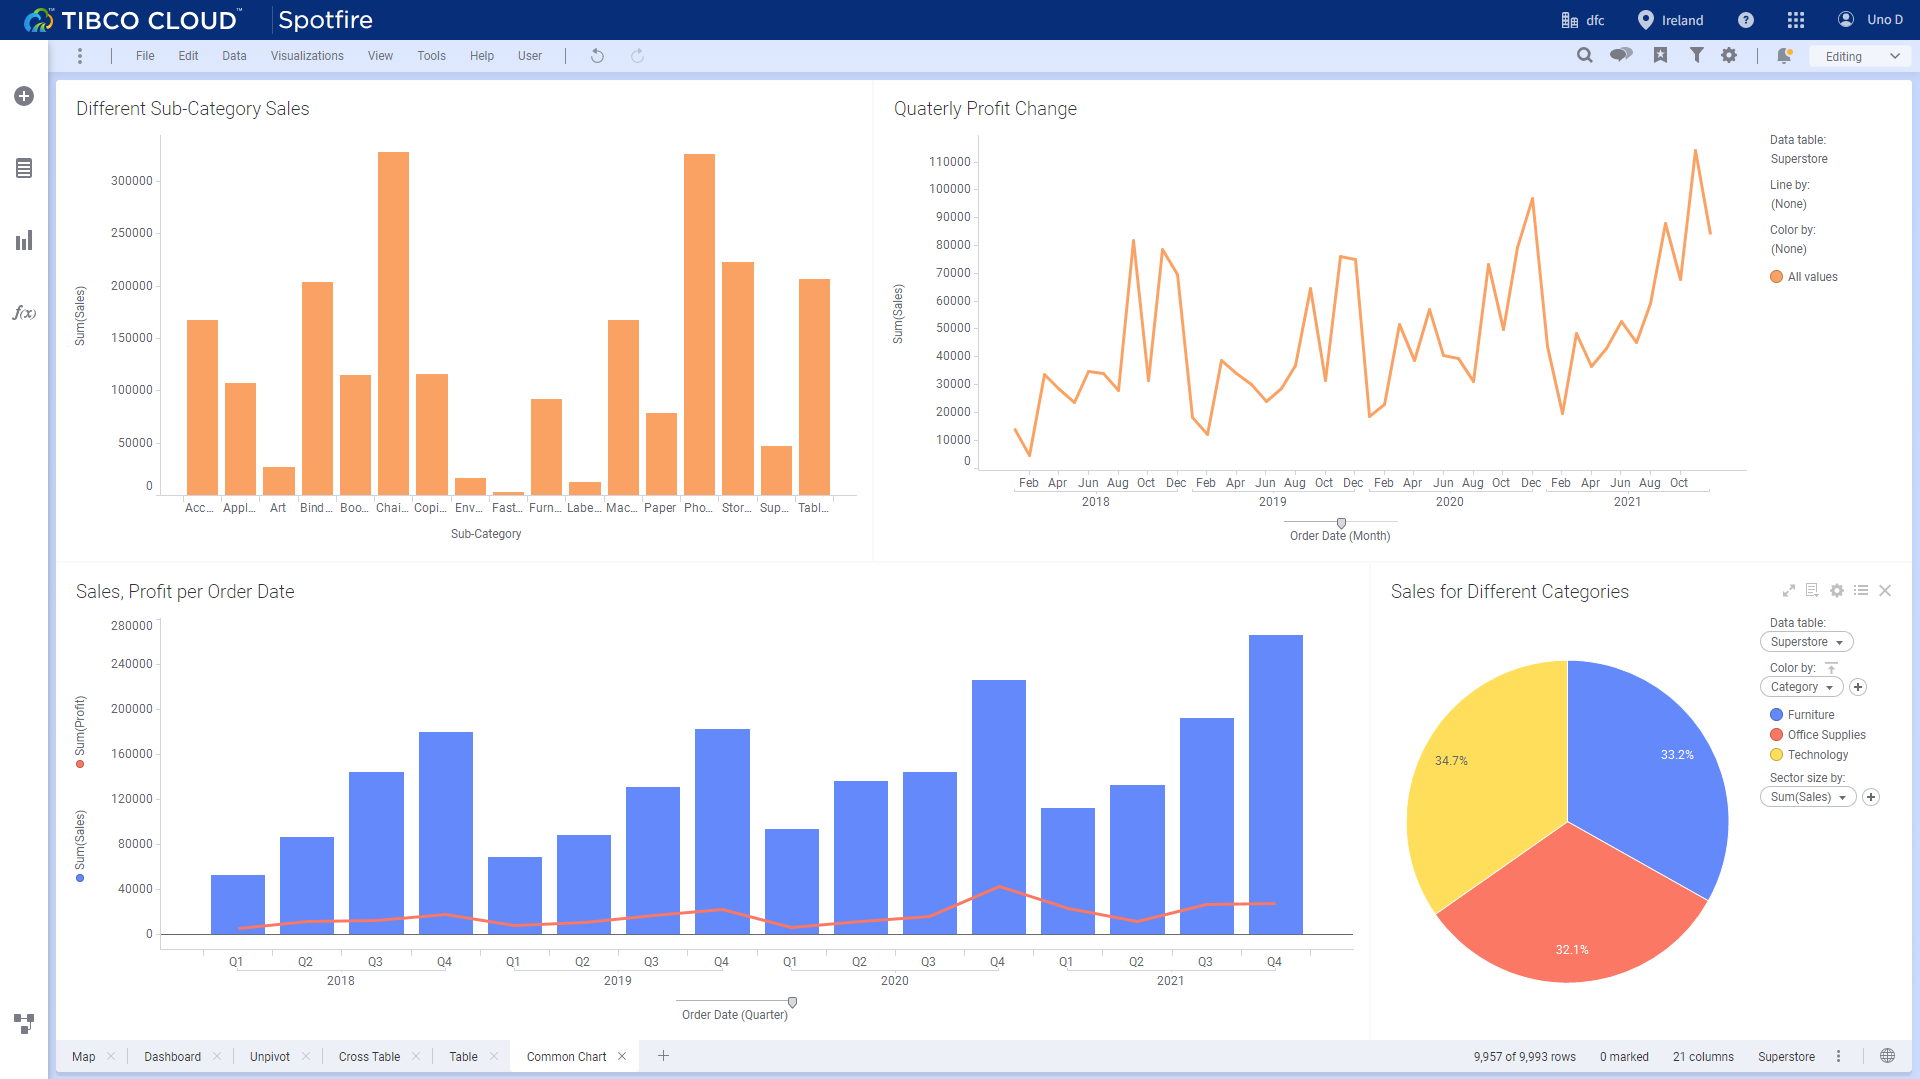 TIBCO CLOUD™ Spotfire
dfc Ireland ? Uno D
File Edit Data Visualizations View Tools Help User
Editing
f(x)
Different Sub-Category Sales
300000
250000
200000
150000
100000
50000
0
Sum(Sales)
Acc... Appl... Art Bind... Boo... Chai... Copi... Env... Fast... Furn... Labe... Mac... Paper Pho... Stor... Sup... Tabl...
Sub-Category
Quaterly Profit Change
110000
100000
90000
80000
70000
60000
50000
40000
30000
20000
10000
0
Sum(Sales)
Feb Apr Jun Aug Oct Dec Feb Apr Jun Aug Oct Dec Feb Apr Jun Aug Oct Dec Feb Apr Jun Aug Oct
2018 2019 2020 2021
Order Date (Month)
Data table:
Superstore
Line by:
(None)
Color by:
(None)
All values
Sales, Profit per Order Date
280000
240000
200000
160000
120000
80000
40000
0
Sum(Profit)
Sum(Sales)
Q1 Q2 Q3 Q4 Q1 Q2 Q3 Q4 Q1 Q2 Q3 Q4 Q1 Q2 Q3 Q4
2018 2019 2020 2021
Order Date (Quarter)
Sales for Different Categories
34.7%
33.2%
32.1%
Data table:
Superstore
Color by:
Category
Furniture
Office Supplies
Technology
Sector size by:
Sum(Sales)
Map Dashboard Unpivot Cross Table Table Common Chart
9,957 of 9,993 rows 0 marked 21 columns Superstore